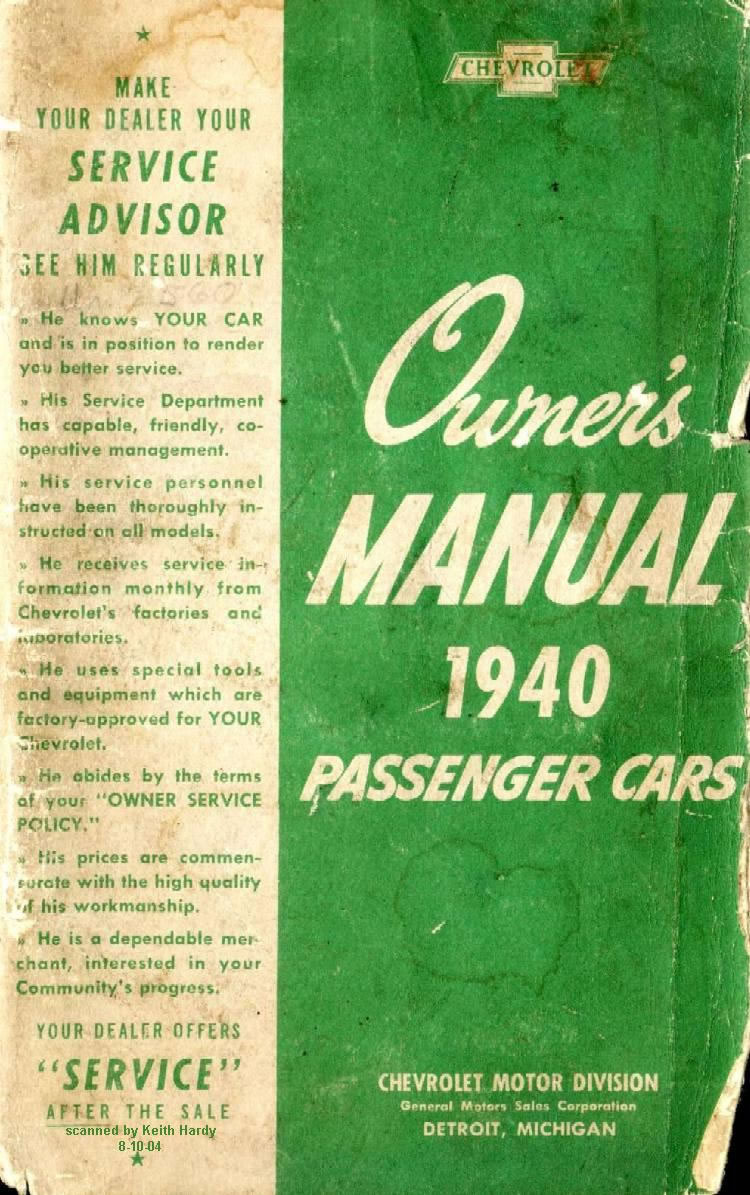 ★
MAKE
YOUR DEALER YOUR
SERVICE
ADVISOR
SEE HIM REGULARLY
» He knows YOUR CAR
and is in position to render
you better service.
» His Service Department
has capable, friendly, co-
operative management.
» His service personnel
have been thoroughly in-
structed on all models.
» He receives service in-
formation monthly from
Chevrolet's factories and
laboratories.
» He uses special tools
and equipment which are
factory-approved for YOUR
Chevrolet.
» He abides by the terms
of your "OWNER SERVICE
POLICY."
» His prices are commen-
surate with the high quality
of his workmanship.
» He is a dependable mer-
chant, interested in your
Community's progress.
YOUR DEALER OFFERS
"SERVICE"
AFTER THE SALE
scanned by Keith Hardy
8-10-04
★
CHEVROLET
Owner's
MANUAL
1940
PASSENGER CARS
CHEVROLET MOTOR DIVISION
General Motors Sales Corporation
DETROIT, MICHIGAN